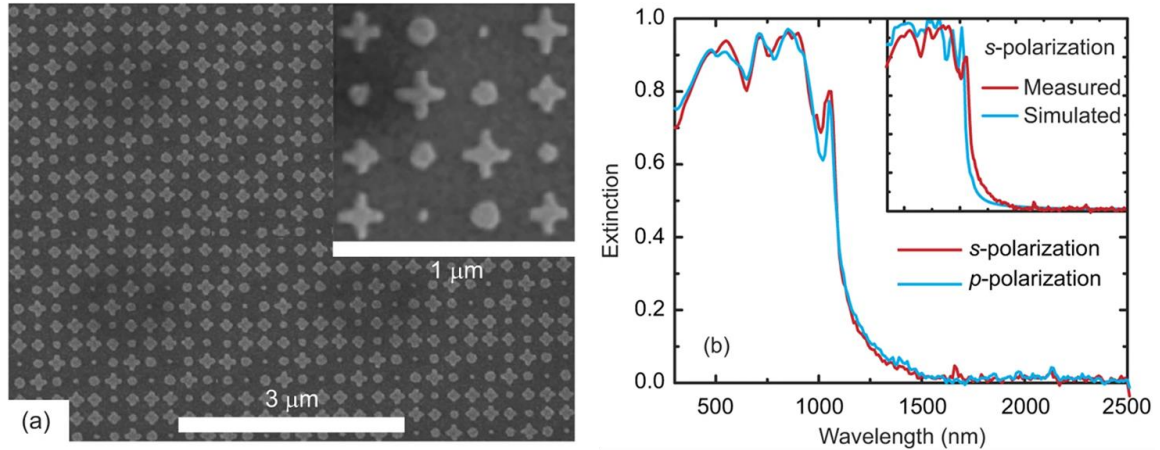 1 μm
3 μm
(a)
1.0
0.8
0.6
0.4
0.2
0.0
Extinction
500
1000
1500
2000
2500
Wavelength (nm)
s-polarization
Measured
Simulated
s-polarization
p-polarization
(b)